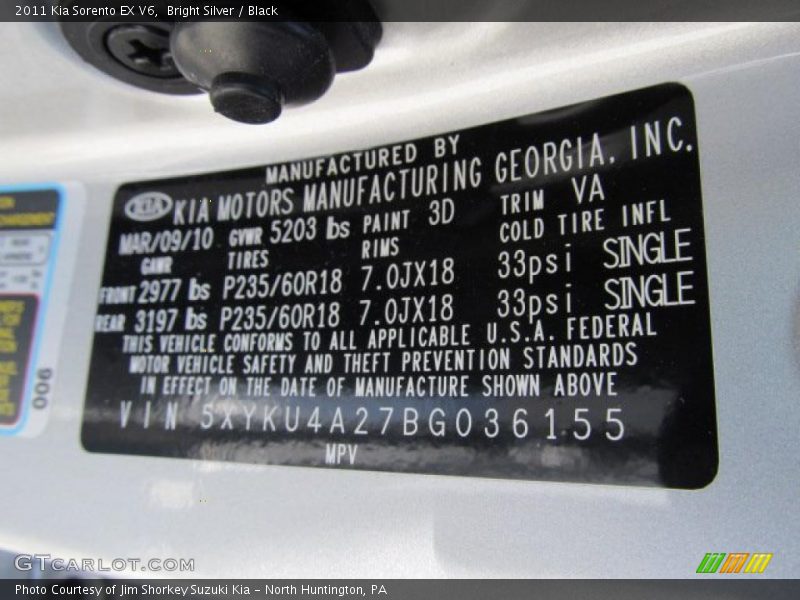 2011 Kia Sorento EX V6,  Bright Silver / Black
MANUFACTURED BY
KIA KIA MOTORS MANUFACTURING GEORGIA, INC.
MAR/09/10 GVWR 5203 lbs PAINT 3D TRIM VA
GAWR TIRES RIMS COLD TIRE INFL
FRONT 2977 lbs P235/60R18 7.0JX18 33psi SINGLE
REAR 3197 lbs P235/60R18 7.0JX18 33psi SINGLE
THIS VEHICLE CONFORMS TO ALL APPLICABLE U.S.A. FEDERAL
MOTOR VEHICLE SAFETY AND THEFT PREVENTION STANDARDS
IN EFFECT ON THE DATE OF MANUFACTURE SHOWN ABOVE
VIN 5XYKU4A27BG036155
MPV
006
GTCARLOT.COM
Photo Courtesy of Jim Shorkey Suzuki Kia – North Huntington, PA